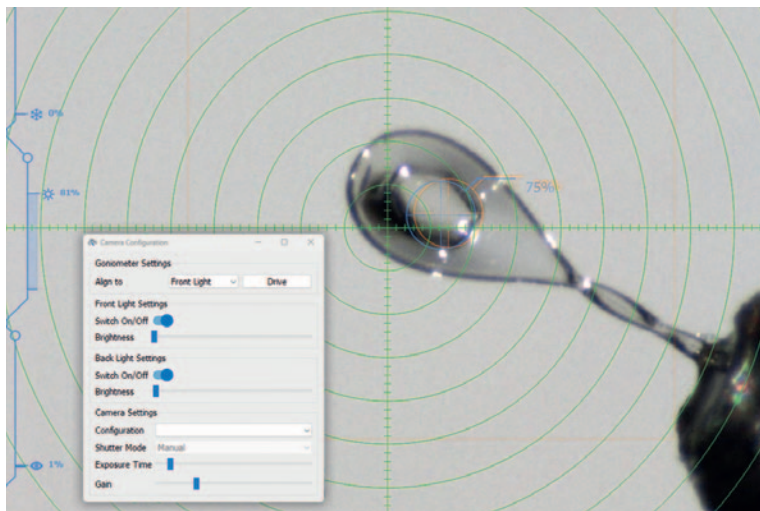 0%
61%
75%
Camera Configuration
Goniometer Settings
Align to Front Light Drive
Front Light Settings
Switch On/Off
Brightness
Back Light Settings
Switch On/Off
Brightness
Camera Settings
Configuration
Shutter Mode Manual
Exposure Time
Gain
1%